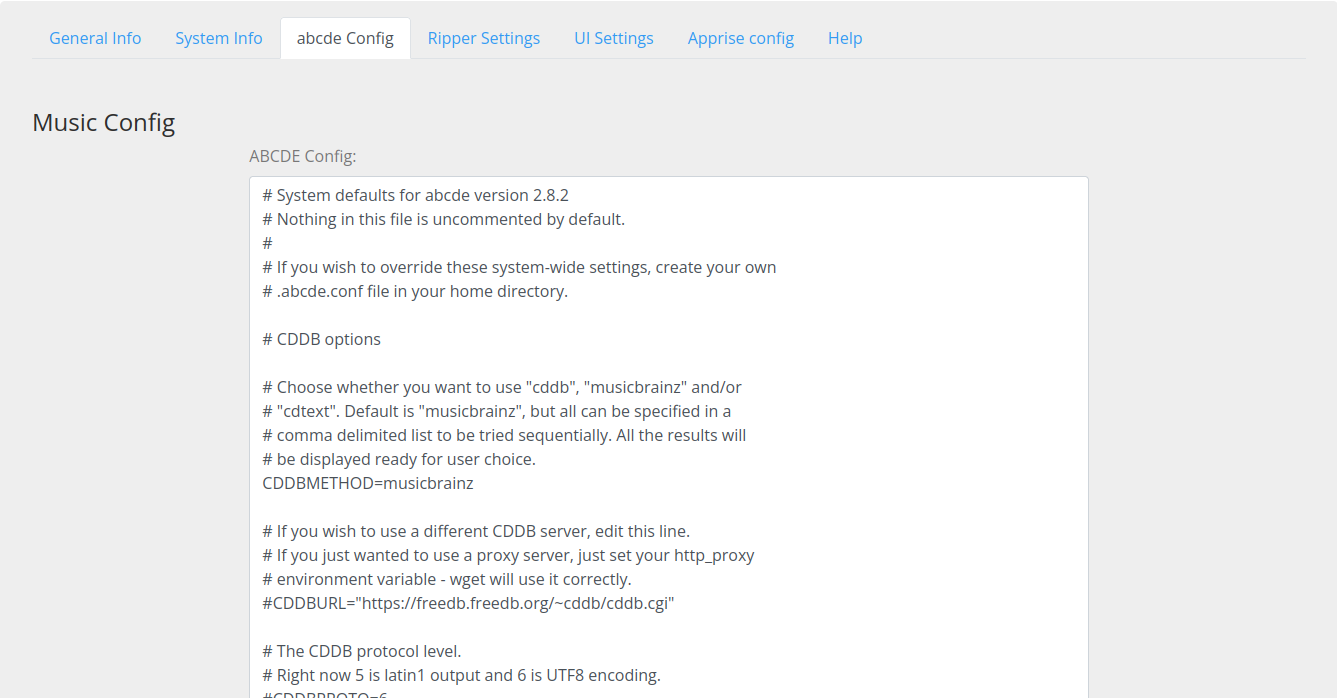 General Info System Info abcde Config Ripper Settings UI Settings Apprise config Help
Music Config
ABCDE Config:
# System defaults for abcde version 2.8.2
# Nothing in this file is uncommented by default.
#
# If you wish to override these system-wide settings, create your own
# .abcde.conf file in your home directory.
# CDDB options
# Choose whether you want to use "cddb", "musicbrainz" and/or
# "cdtext". Default is "musicbrainz", but all can be specified in a
# comma delimited list to be tried sequentially. All the results will
# be displayed ready for user choice.
CDDBMETHOD=musicbrainz
# If you wish to use a different CDDB server, edit this line.
# If you just wanted to use a proxy server, just set your http_proxy
# environment variable - wget will use it correctly.
#CDDBURL="https://freedb.freedb.org/~cddb/cddb.cgi"
# The CDDB protocol level.
# Right now 5 is latin1 output and 6 is UTF8 encoding.
#CDDBPROTO=6